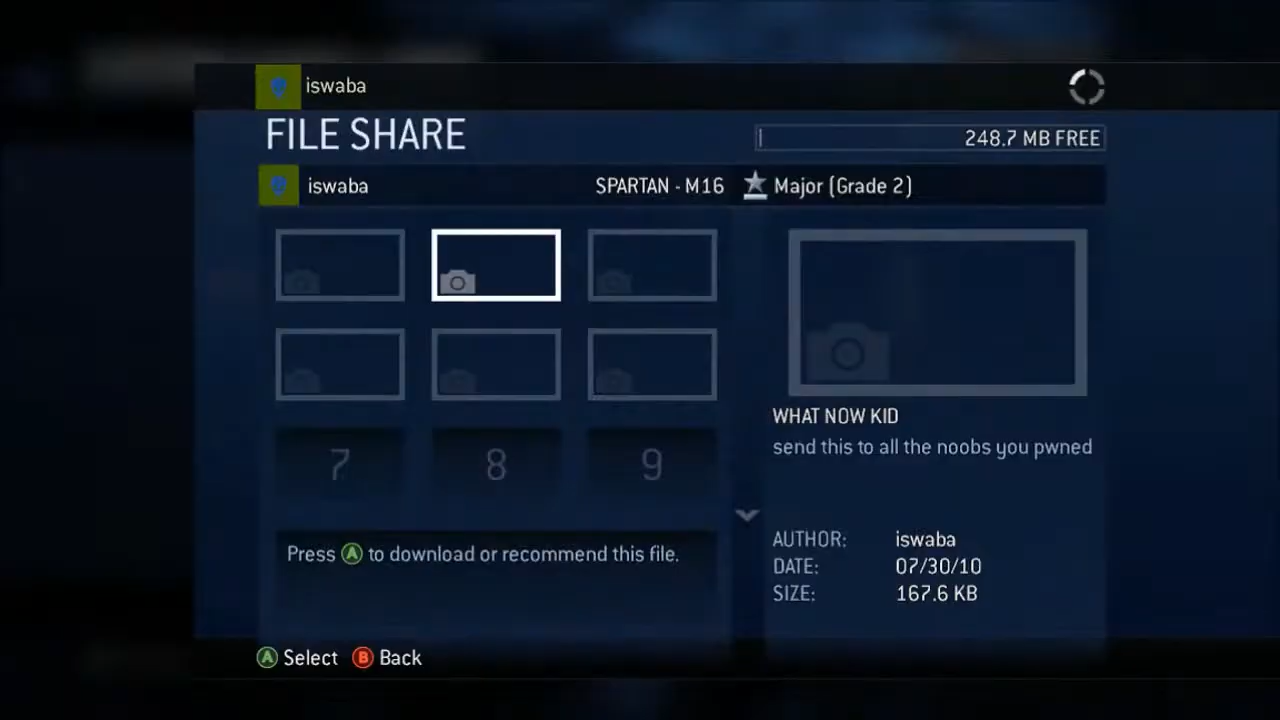 iswaba
FILE SHARE
248.7 MB FREE
iswaba SPARTAN - M16 Major (Grade 2)
7 8 9
Press A to download or recommend this file.
WHAT NOW KID
send this to all the noobs you pwned
AUTHOR: iswaba
DATE: 07/30/10
SIZE: 167.6 KB
A Select B Back